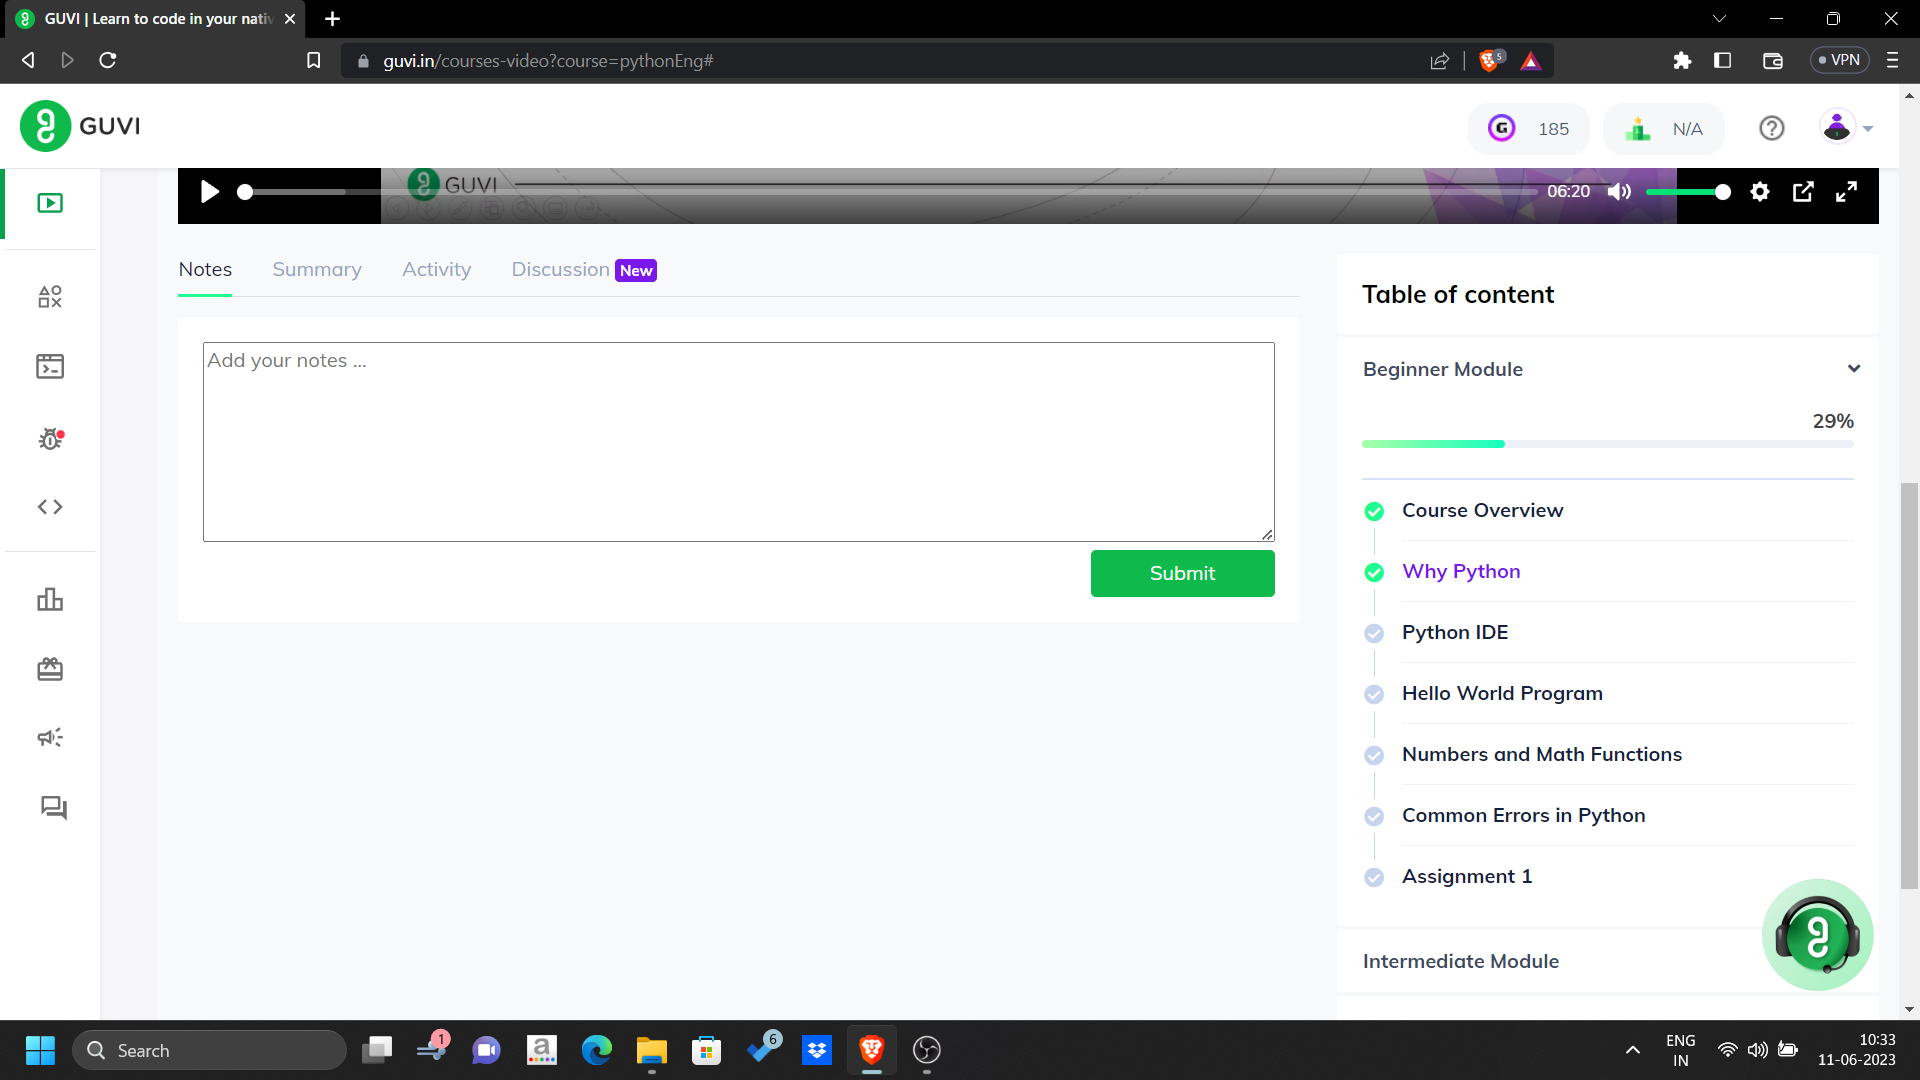 GUVI | Learn to code in your nativ
guvi.in/courses-video?course=pythonEng#
5
VPN
GUVI
G
185
N/A
GUVI
06:20
Notes
Summary
Activity
Discussion New
Add your notes ...
Submit
Table of content
Beginner Module
29%
Course Overview
Why Python
Python IDE
Hello World Program
Numbers and Math Functions
Common Errors in Python
Assignment 1
Intermediate Module
Search
1
a
6
ENG
IN
10:33
11-06-2023